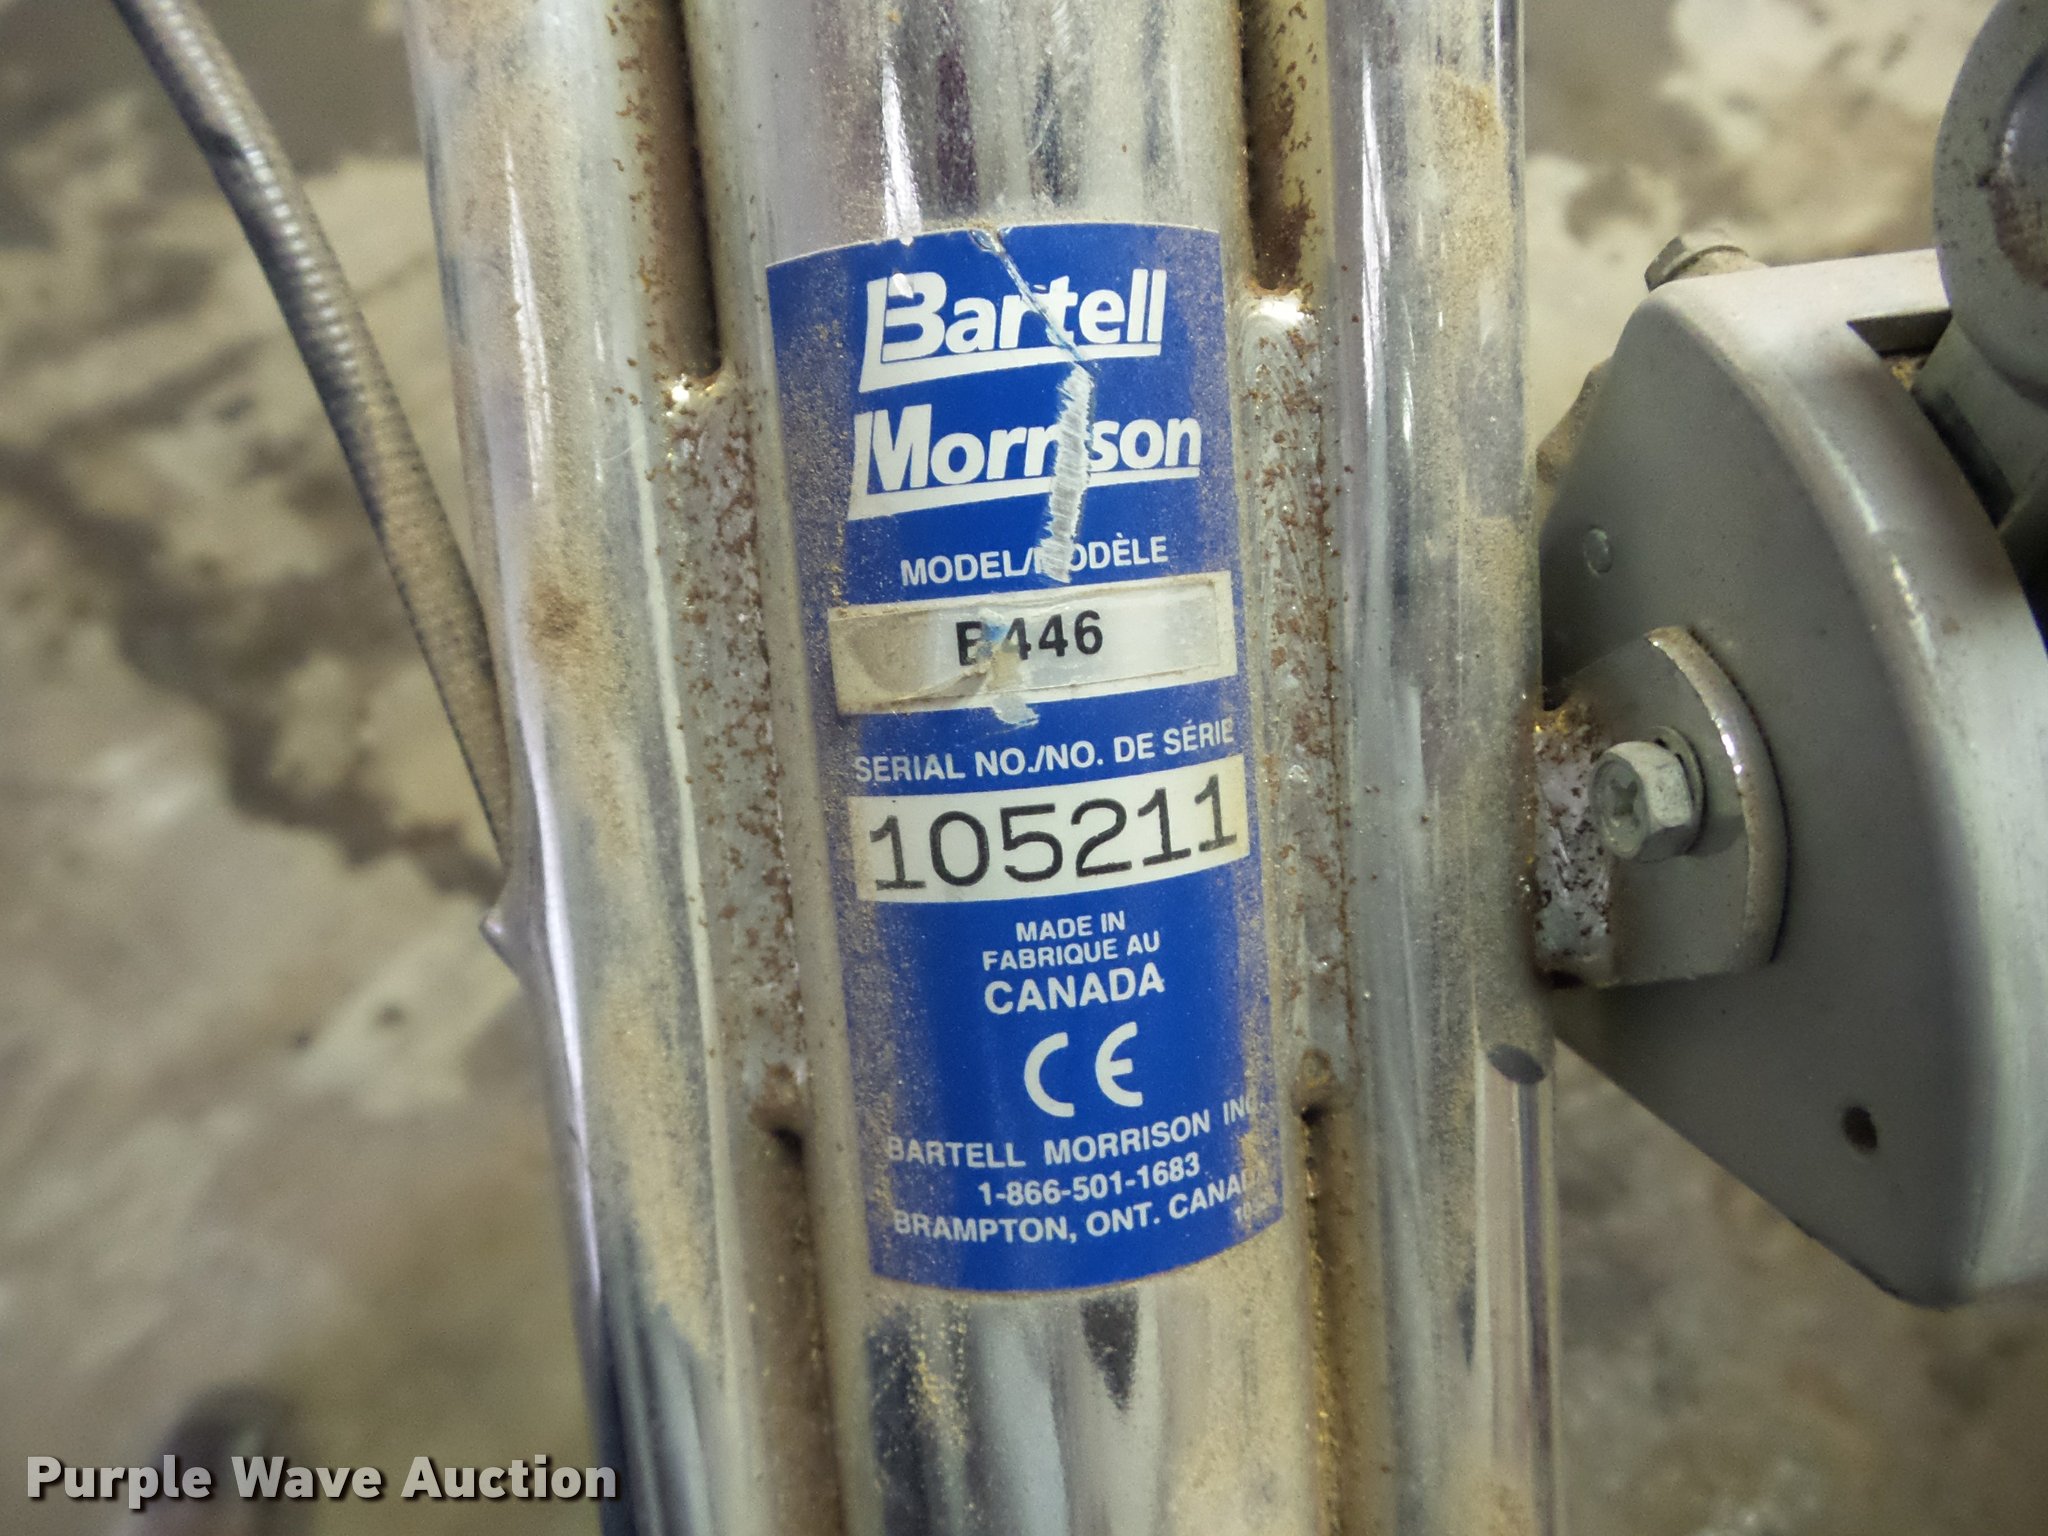 Bartell
Morrison
MODEL/MODÈLE
B446
SERIAL NO./NO. DE SÉRIE
105211
MADE IN
FABRIQUE AU
CANADA
CE
BARTELL MORRISON INC.
1-866-501-1683
BRAMPTON, ONT. CANADA
Purple Wave Auction